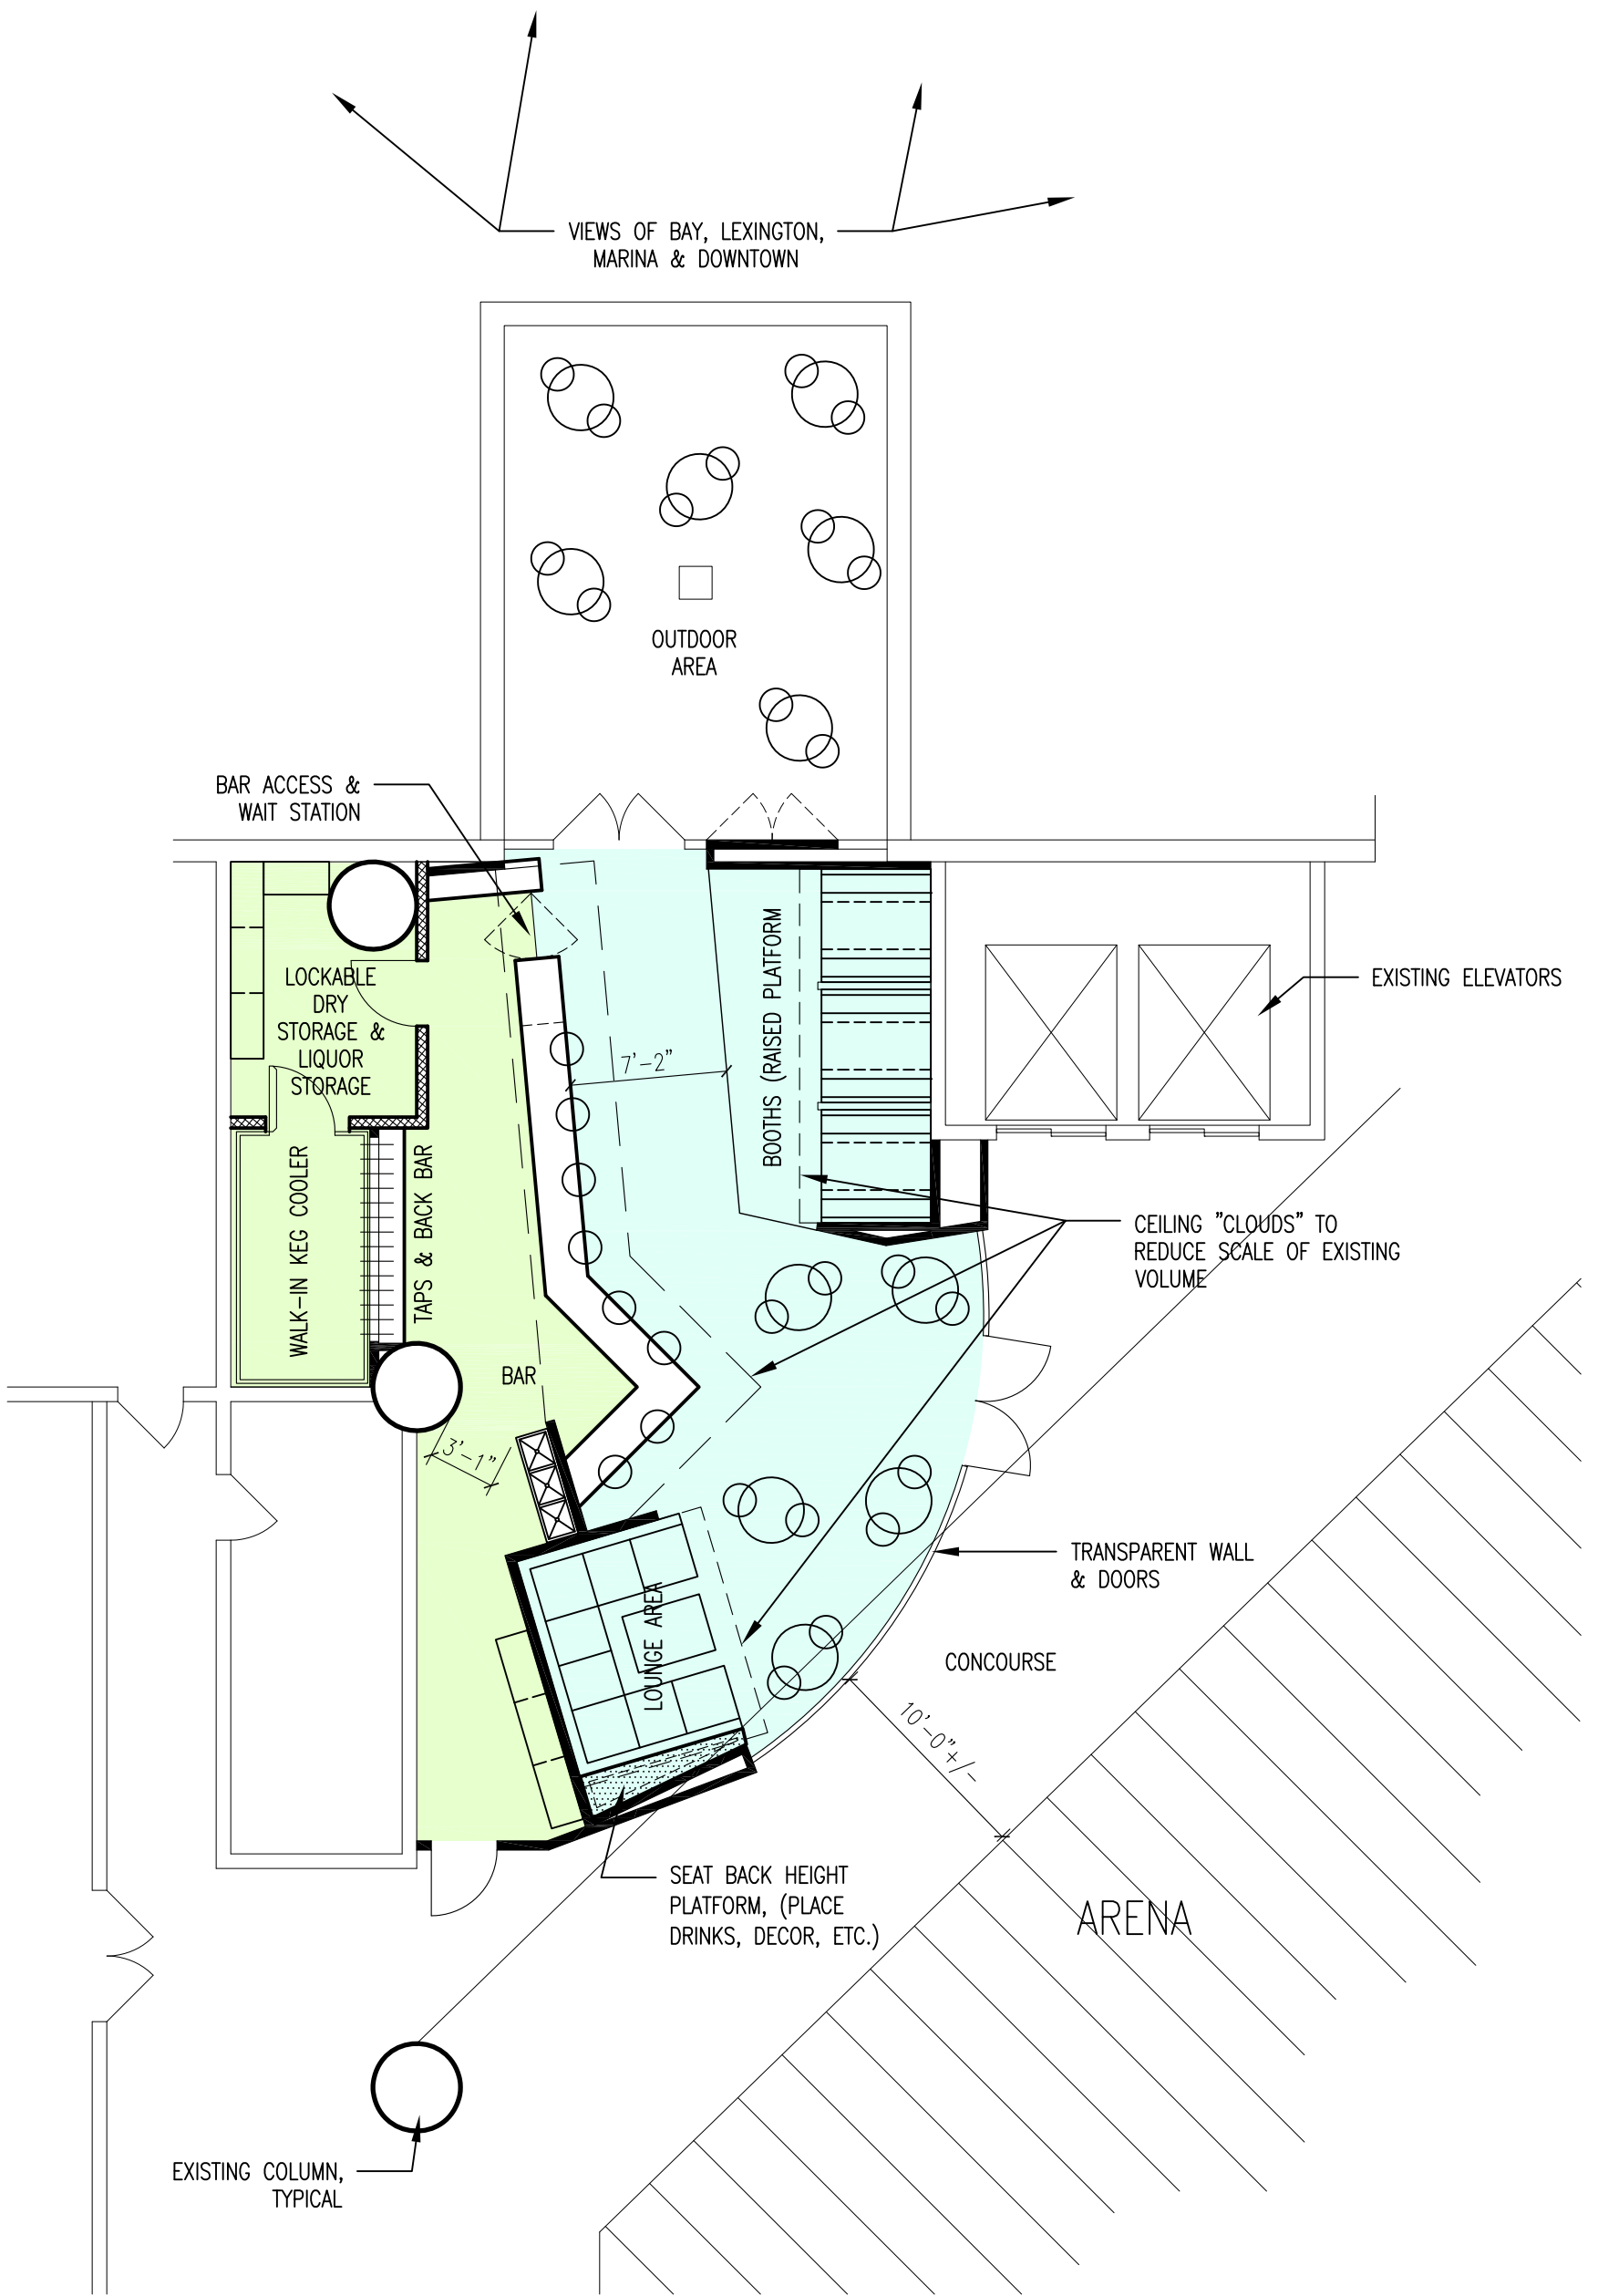 VIEWS OF BAY, LEXINGTON,
MARINA & DOWNTOWN
OUTDOOR
AREA
BAR ACCESS &
WAIT STATION
LOCKABLE
DRY
STORAGE &
LIQUOR
STORAGE
7'-2"
BOOTHS (RAISED PLATFORM
EXISTING ELEVATORS
WALK-IN KEG COOLER
TAPS & BACK BAR
CEILING "CLOUDS" TO
REDUCE SCALE OF EXISTING
VOLUME
BAR
3'-1"
TRANSPARENT WALL
& DOORS
LOUNGE AREA
CONCOURSE
10'-0"+/-
SEAT BACK HEIGHT
PLATFORM, (PLACE
DRINKS, DECOR, ETC.)
ARENA
EXISTING COLUMN,
TYPICAL